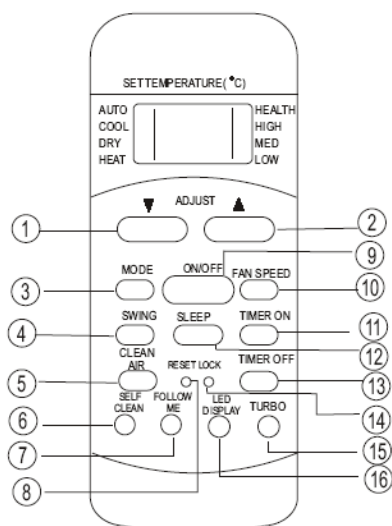 SET TEMPERATURE(°C)
AUTO HEALTH
COOL HIGH
DRY MED
HEAT LOW
▼ ADJUST ▲
1 2
ON/OFF 9
MODE FAN SPEED
3 10
SWING SLEEP TIMER ON
4 11
CLEAN
AIR 12
RESET LOCK TIMER OFF
5 13
SELF
CLEAN FOLLOW
ME LED
DISPLAY TURBO
14
6 7 15
8 16